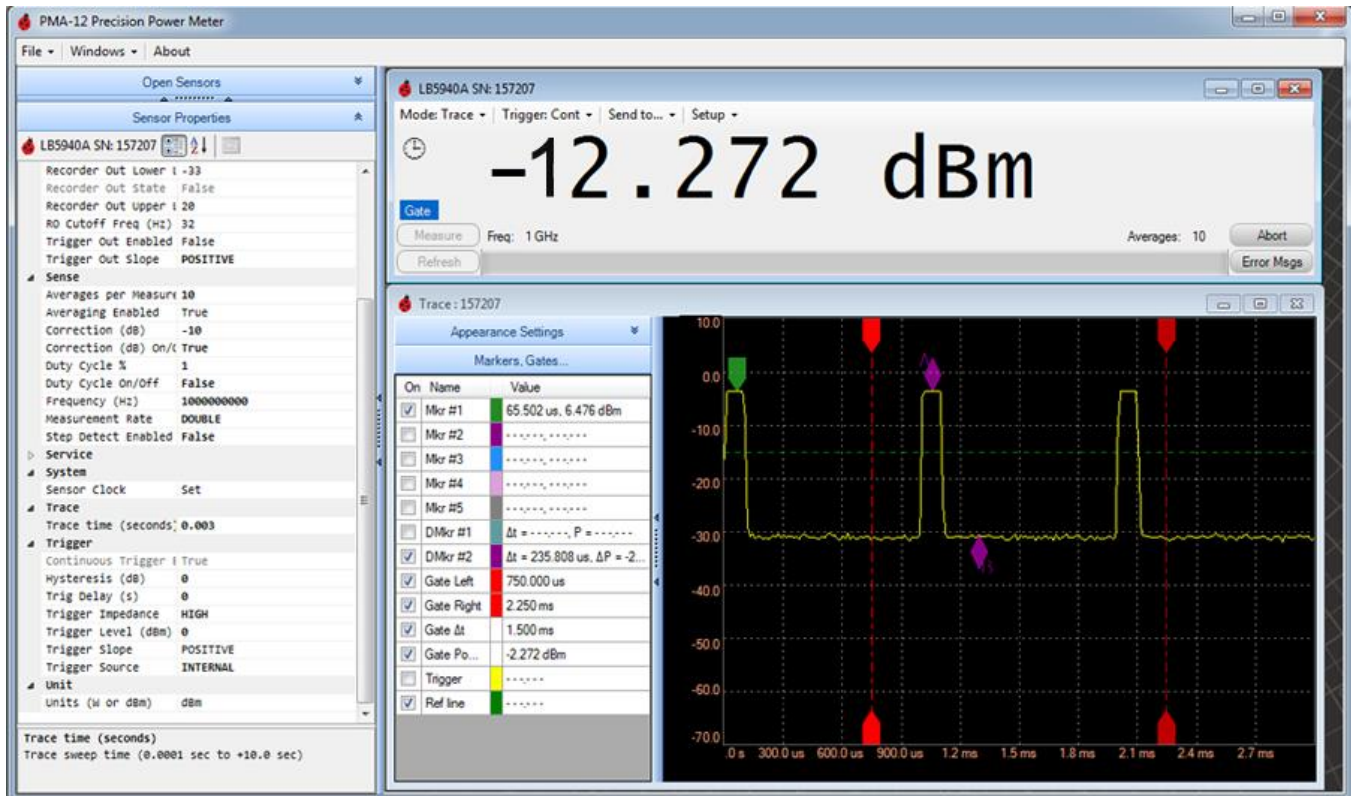 PMA-12 Precision Power Meter
File Windows About
Open Sensors
Sensor Properties
LB5940A SN: 157207
Recorder Out Lower -33
Recorder Out State False
Recorder Out Upper 20
RO Cutoff Freq (Hz) 32
Trigger Out Enabled False
Trigger Out Slope POSITIVE
Sense
Averages per Measure 10
Averaging Enabled True
Correction (dB) -10
Correction (dB) On/ True
Duty Cycle % 1
Duty Cycle On/Off False
Frequency (Hz) 1000000000
Measurement Rate DOUBLE
Step Detect Enabled False
Service
System
Sensor Clock Set
Trace
Trace time (seconds) 0.003
Trigger
Continuous Trigger True
Hysteresis (dB) 0
Trig Delay (s) 0
Trigger Impedance HIGH
Trigger Level (dBm) 0
Trigger Slope POSITIVE
Trigger Source INTERNAL
Unit
Units (W or dBm) dBm
Trace time (seconds)
Trace sweep time (0.0001 sec to +10.0 sec)
LB5940A SN: 157207
Mode: Trace Trigger: Cont Send to... Setup
-12.272 dBm
Gate
Measure Freq: 1 GHz Averages: 10 Abort
Refresh Error Msgs
Trace : 157207
Appearance Settings
Markers, Gates...
On Name Value
Mkr #1 65.502 us, 6.476 dBm
Mkr #2 ---.---, ---.---
Mkr #3 ---.---, ---.---
Mkr #4 ---.---, ---.---
Mkr #5 ---.---, ---.---
DMkr #1 Δt = ---.---, P = ---.---
DMkr #2 Δt = 235.808 us, ΔP = -2...
Gate Left 750.000 us
Gate Right 2.250 ms
Gate Δt 1.500 ms
Gate Po... -2.272 dBm
Trigger ---.---
Ref line ---.---
10.0
0.0
-10.0
-20.0
-30.0
-40.0
-50.0
-60.0
-70.0
.0 s 300.0 us 600.0 us 900.0 us 1.2 ms 1.5 ms 1.8 ms 2.1 ms 2.4 ms 2.7 ms